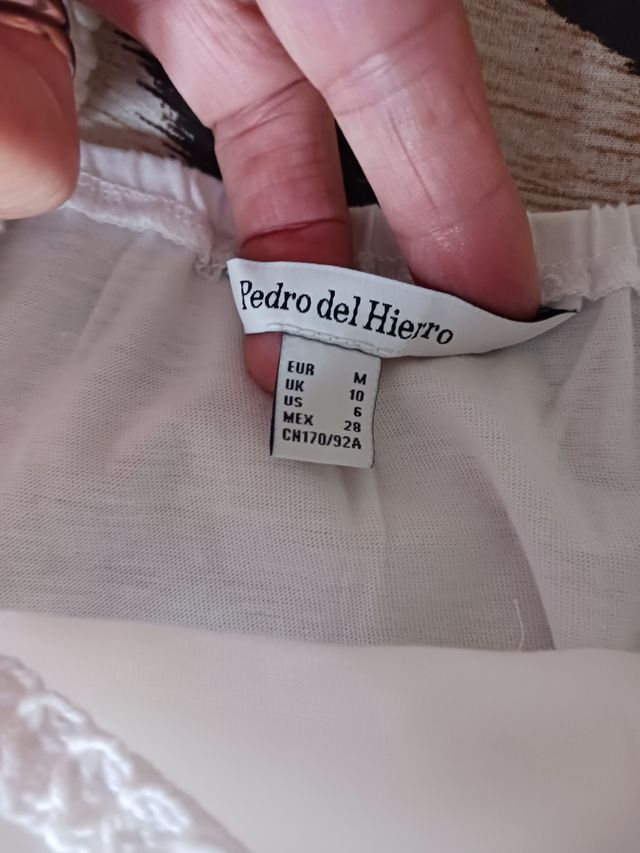 Pedro del Hierro
EUR M
UK 10
US 6
MEX 28
CN170/92A